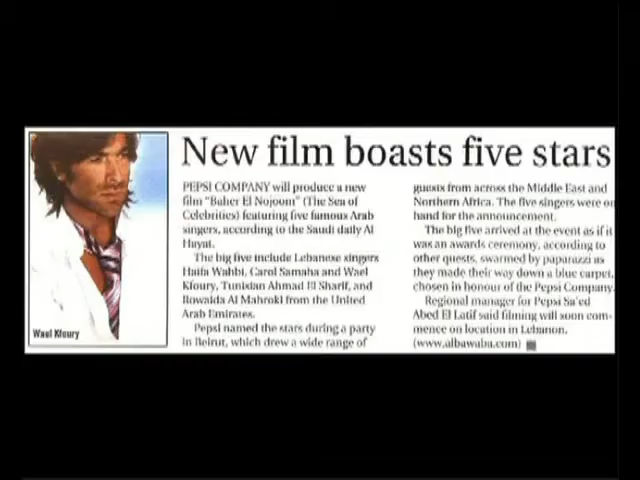 New film boasts five stars
PEPSI COMPANY will produce a new
film "Baher El Nojoom" (The Sea of
Celebrities) featuring five famous Arab
singers, according to the Saudi daily Al
Hayat.
The big five include Lebanese singers
Haifa Wahbi, Carol Samaha and Wael
Kfoury, Tunisian Ahmad El Sharif, and
Rowaida Al Mahroki from the United
Arab Emirates.
Pepsi named the stars during a party
in Beirut, which drew a wide range of
guests from across the Middle East and
Northern Africa. The five singers were on
hand for the announcement.
The big five arrived at the event as if it
was an awards ceremony, according to
other guests, swarmed by paparazzi as
they made their way down a blue carpet,
chosen in honour of the Pepsi Company.
Regional manager for Pepsi Sa'ed
Abed El Latif said filming will soon com-
mence on location in Lebanon.
(www.albawaba.com)
Wael Kfoury